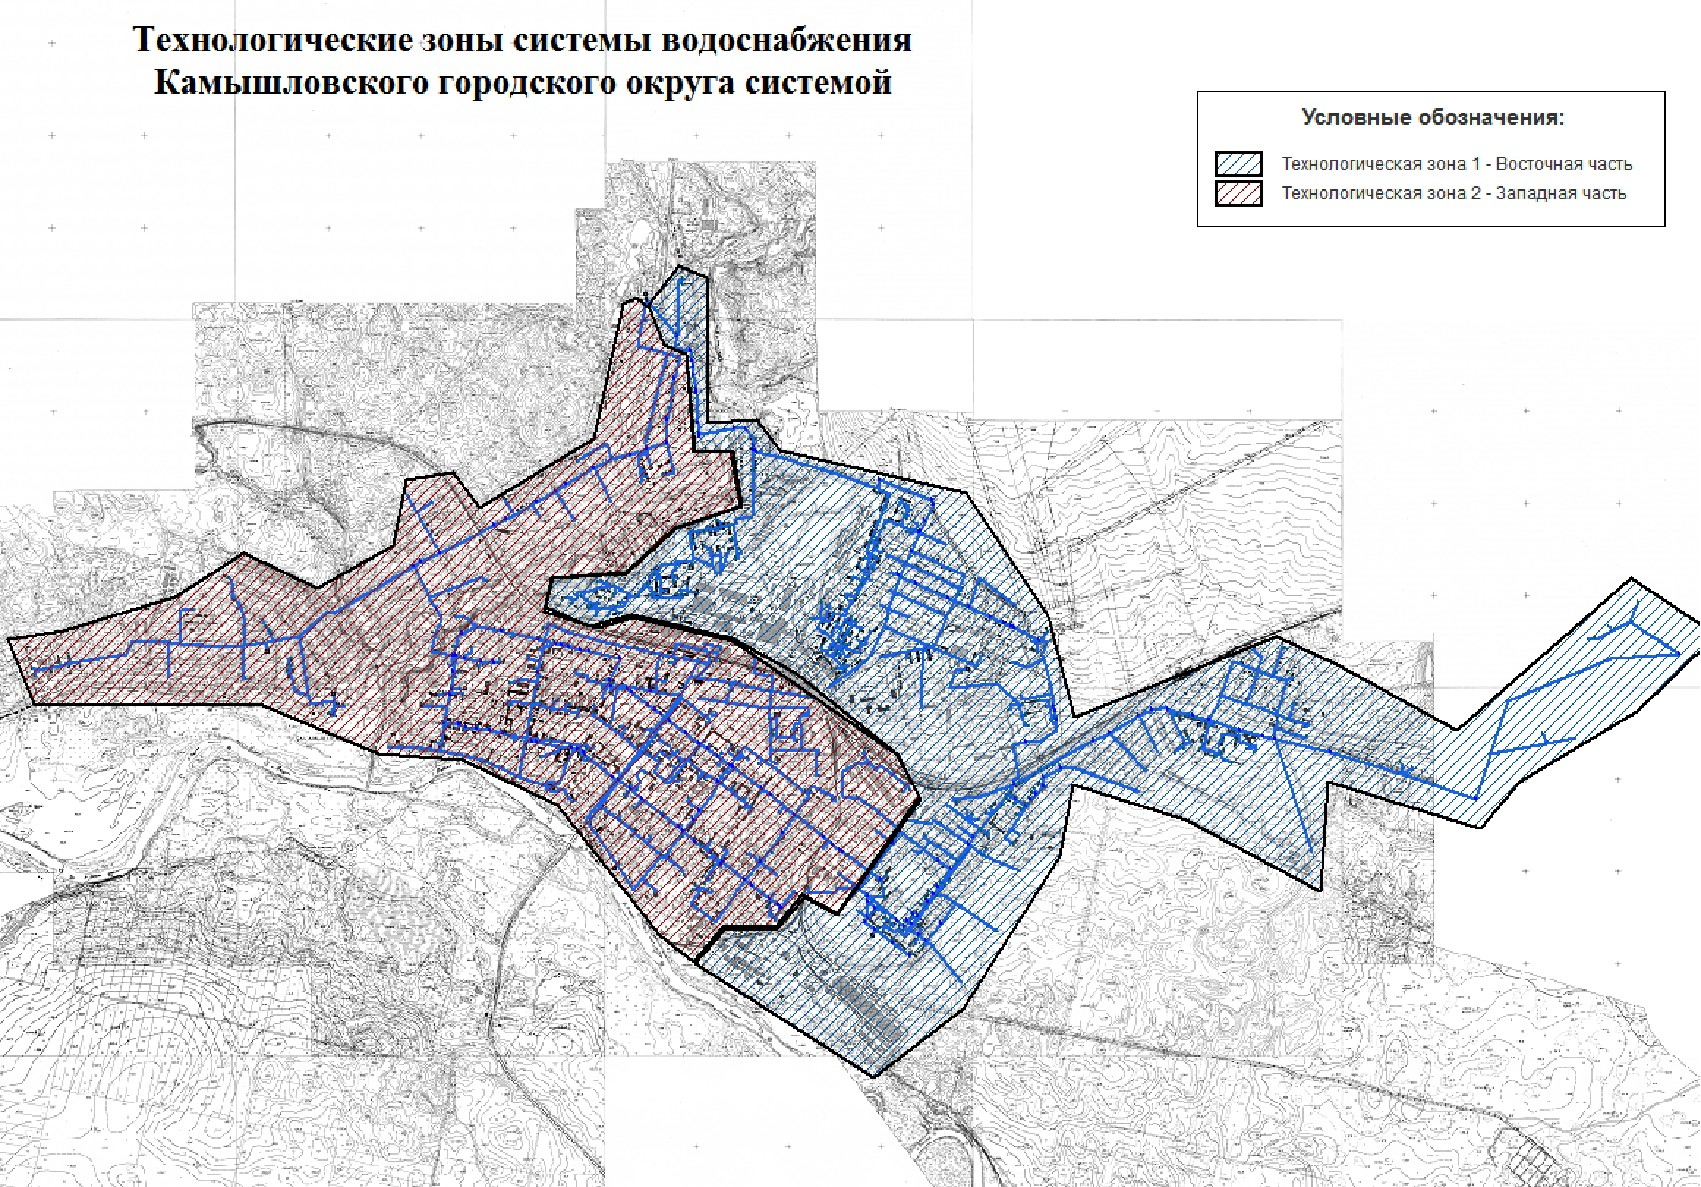 Технологические зоны системы водоснабжения
Камышловского городского округа системой
Условные обозначения:
Технологическая зона 1 - Восточная часть
Технологическая зона 2 - Западная часть